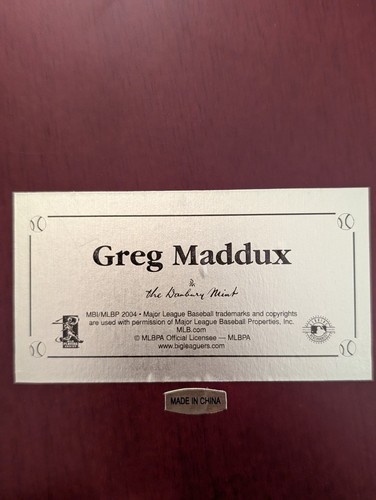 Greg Maddux
The Danbury Mint
MBI/MLBP 2004 • Major League Baseball trademarks and copyrights
are used with permission of Major League Baseball Properties, Inc.
MLB.com
© MLBPA Official Licensee — MLBPA
www.bigleaguers.com
MADE IN CHINA